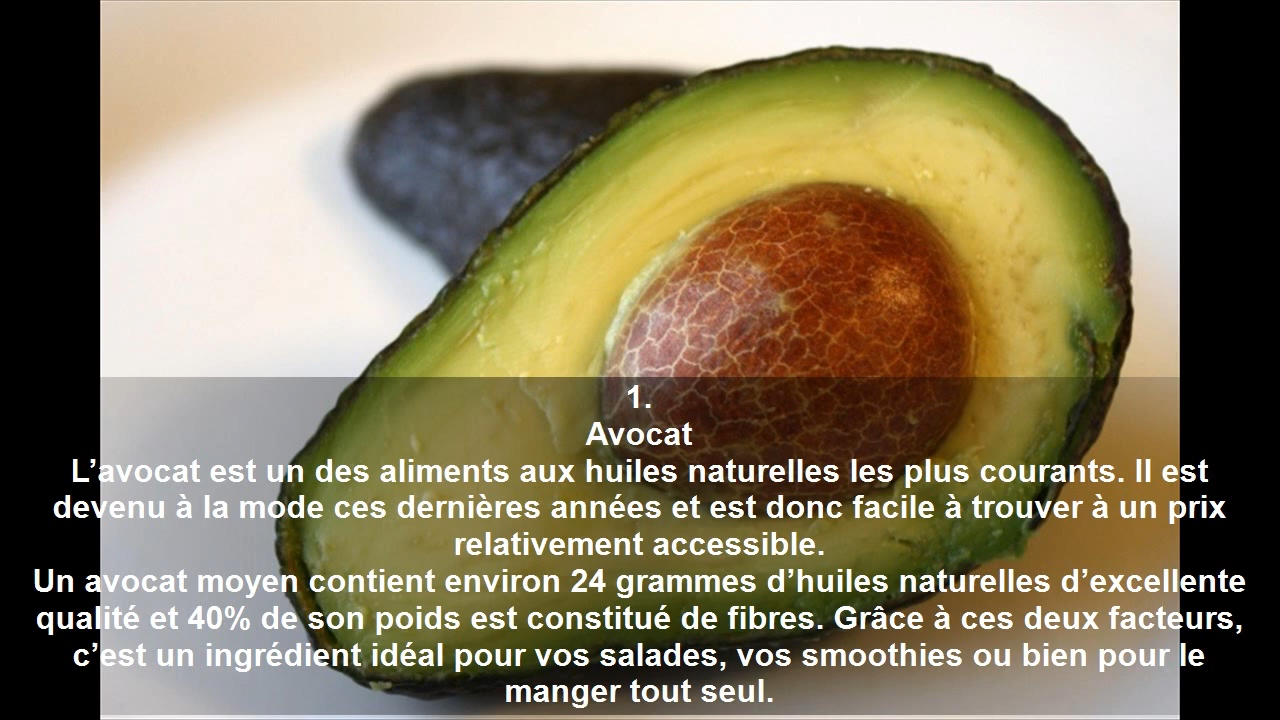 1.
Avocat
L’avocat est un des aliments aux huiles naturelles les plus courants. Il est
devenu à la mode ces dernières années et est donc facile à trouver à un prix
relativement accessible.
Un avocat moyen contient environ 24 grammes d’huiles naturelles d’excellente
qualité et 40% de son poids est constitué de fibres. Grâce à ces deux facteurs,
c’est un ingrédient idéal pour vos salades, vos smoothies ou bien pour le
manger tout seul.